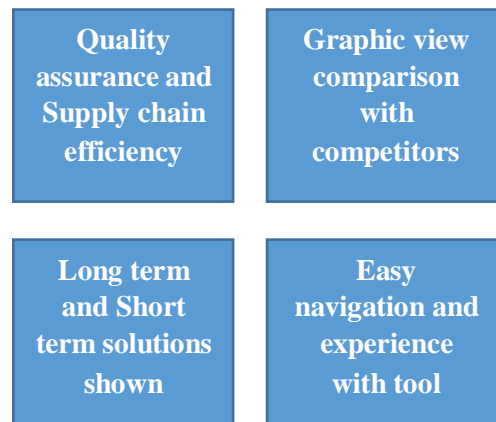 Quality
assurance and
Supply chain
efficiency
Graphic view
comparison
with
competitors
Long term
and Short
term solutions
shown
Easy
navigation and
experience
with tool